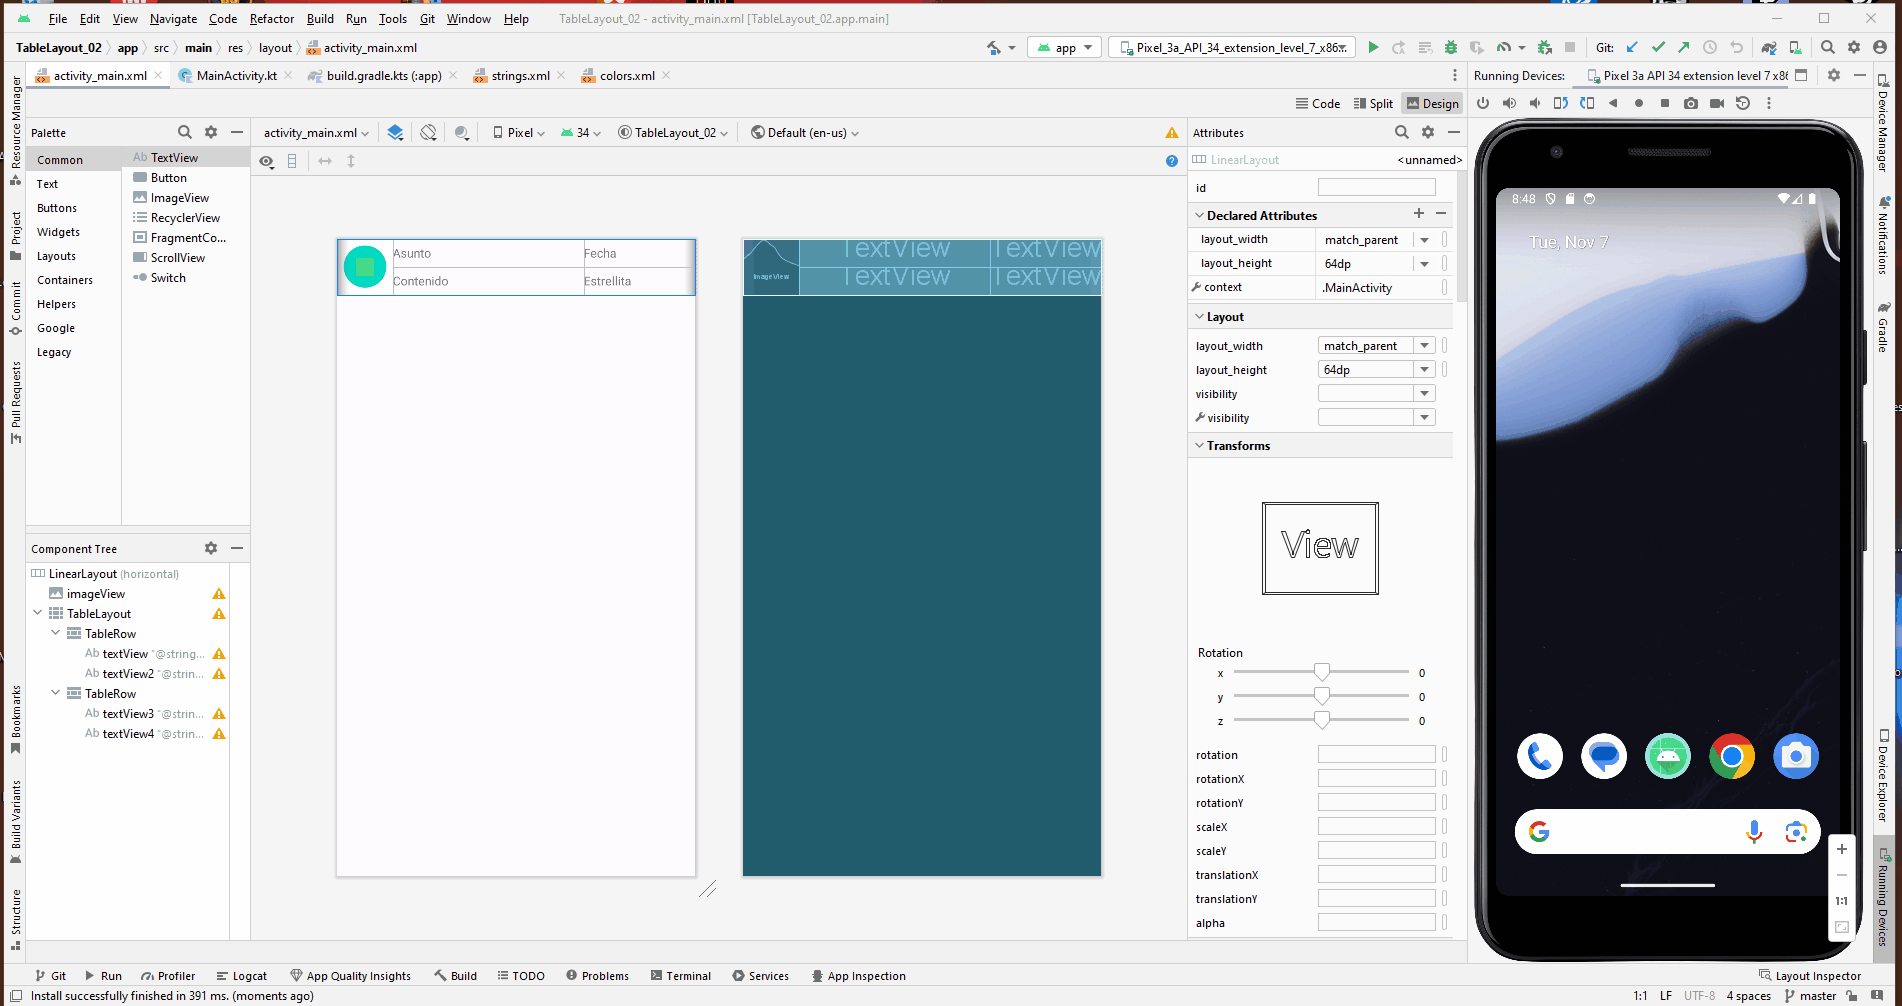 File Edit View Navigate Code Refactor Build Run Tools Git Window Help TableLayout_02 - activity_main.xml [TableLayout_02.app.main]
TableLayout_02 app src main res layout activity_main.xml app Pixel_3a_API_34_extension_level_7_x86 Git:
activity_main.xml MainActivity.kt build.gradle.kts (:app) strings.xml colors.xml Running Devices: Pixel 3a API 34 extension level 7 x86
Code Split Design
Palette activity_main.xml Pixel 34 TableLayout_02 Default (en-us) Attributes
Common
Text
Buttons
Widgets
Layouts
Containers
Helpers
Google
Legacy
Ab TextView
Button
ImageView
RecyclerView
FragmentCo...
ScrollView
Switch
Component Tree
LinearLayout (horizontal)
imageView
TableLayout
TableRow
Ab textView "@string...
Ab textView2 "@strin...
TableRow
Ab textView3 "@strin...
Ab textView4 "@strin...
Asunto Fecha
Contenido Estrellita
TextView TextView
ImageView
TextView TextView
LinearLayout <unnamed>
id
Declared Attributes
layout_width match_parent
layout_height 64dp
context .MainActivity
Layout
layout_width match_parent
layout_height 64dp
visibility
visibility
Transforms
View
Rotation
x 0
y 0
z 0
rotation
rotationX
rotationY
scaleX
scaleY
translationX
translationY
alpha
8:48
Tue, Nov 7
1:1
Resource Manager
Project
Commit
Pull Requests
Bookmarks
Build Variants
Structure
Device Manager
Notifications
Gradle
Device Explorer
Running Devices
Git Run Profiler Logcat App Quality Insights Build TODO Problems Terminal Services App Inspection Layout Inspector
Install successfully finished in 391 ms. (moments ago) 1:1 LF UTF-8 4 spaces master